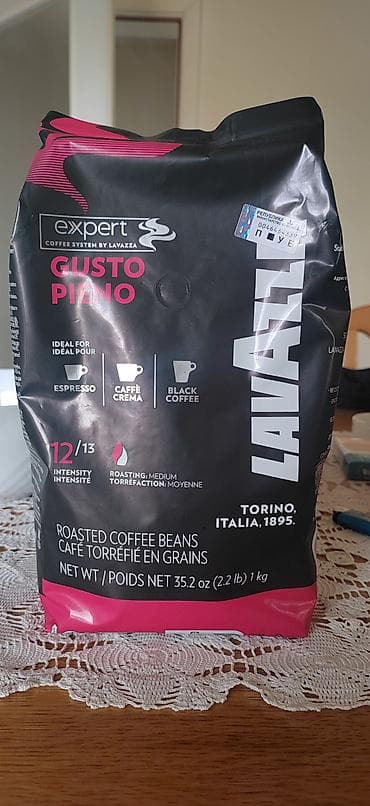 expert
COFFEE SYSTEM BY LAVAZZA
GUSTO
PIENO
IDEAL FOR
IDÉAL POUR
ESPRESSO
CAFFÈ
CREMA
BLACK
COFFEE
12/13
INTENSITY
INTENSITÉ
ROASTING: MEDIUM
TORRÉFACTION: MOYENNE
LAVAZZA
TORINO,
ITALIA, 1895.
ROASTED COFFEE BEANS
CAFÉ TORRÉFIÉ EN GRAINS
NET WT / POIDS NET 35.2 oz (2.2 lb) 1 kg